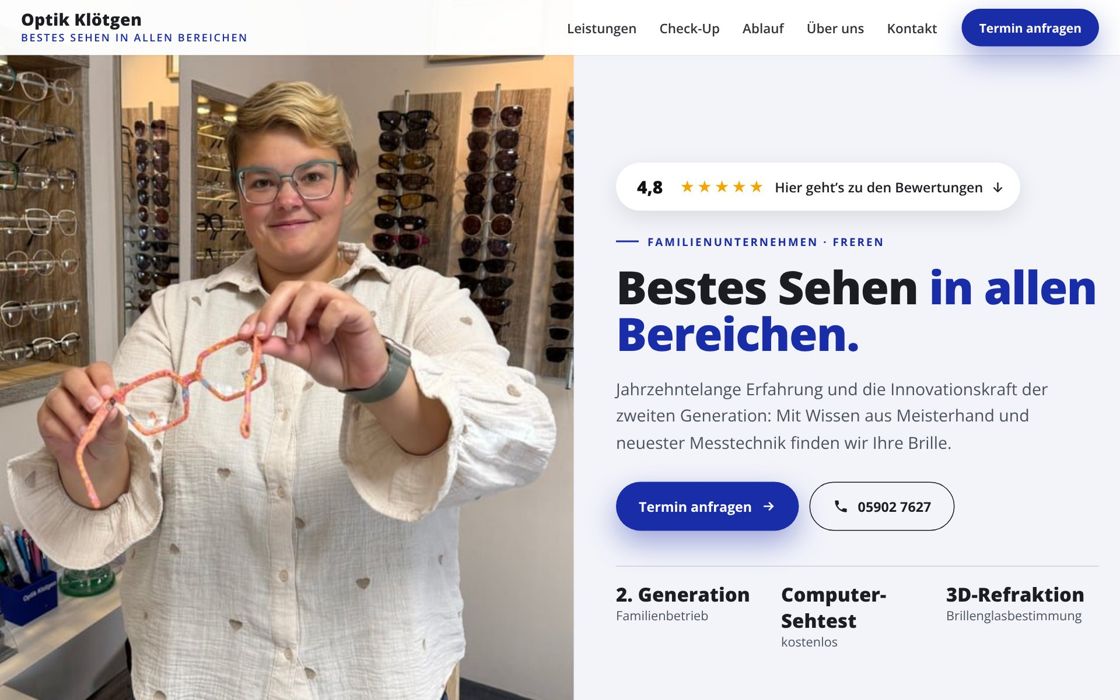 Optik Klötgen
BESTES SEHEN IN ALLEN BEREICHEN
Leistungen
Check-Up
Ablauf
Über uns
Kontakt
Termin anfragen
4,8 ★★★★★ Hier geht’s zu den Bewertungen ↓
FAMILIENUNTERNEHMEN · FREREN
Bestes Sehen in allen
Bereichen.
Jahrzehntelange Erfahrung und die Innovationskraft der
zweiten Generation: Mit Wissen aus Meisterhand und
neuester Messtechnik finden wir Ihre Brille.
Termin anfragen →
05902 7627
2. Generation
Familienbetrieb
Computer-
Sehtest
kostenlos
3D-Refraktion
Brillenglasbestimmung
Optik Klötgen